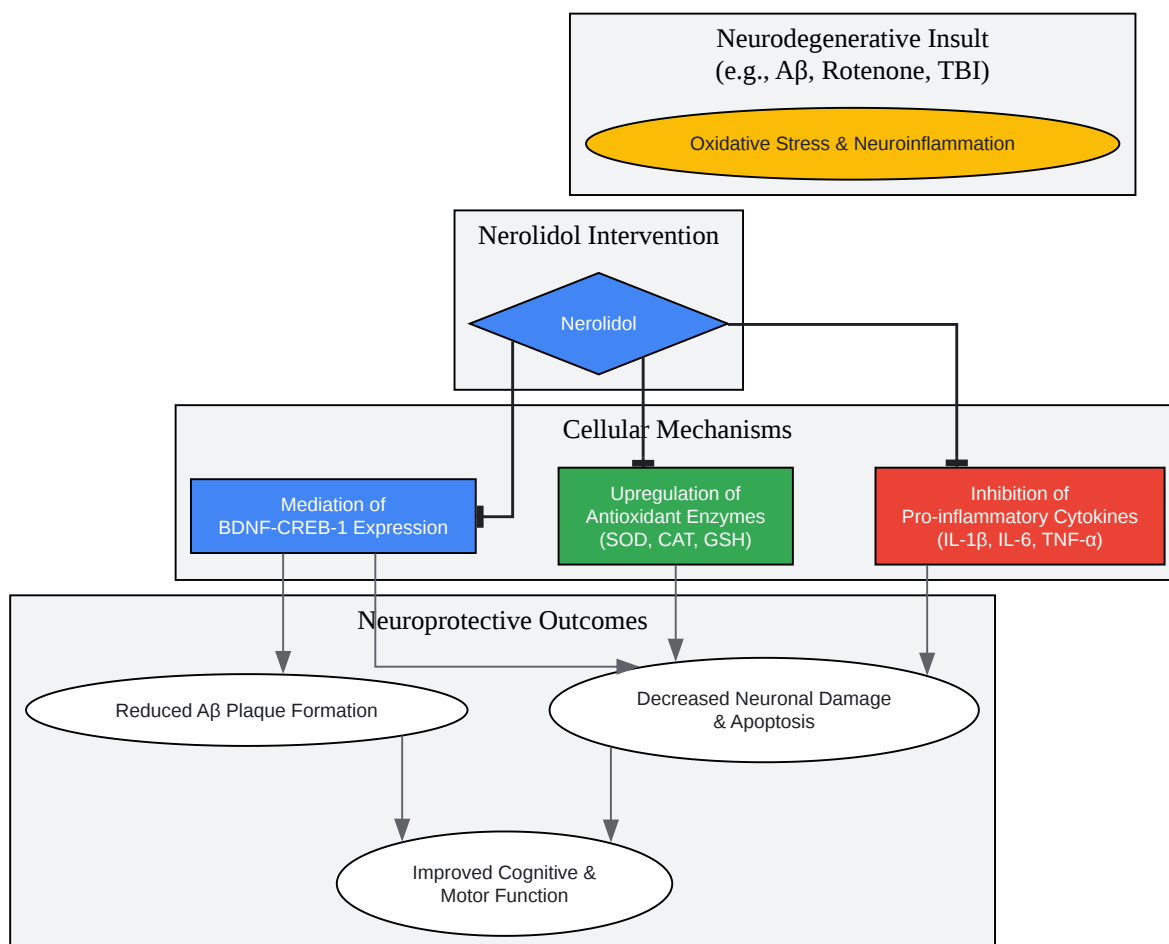 Neurodegenerative Insult
(e.g., Aβ, Rotenone, TBI)
Oxidative Stress & Neuroinflammation
Nerolidol Intervention
Nerolidol
Cellular Mechanisms
Mediation of
BDNF-CREB-1 Expression
Upregulation of
Antioxidant Enzymes
(SOD, CAT, GSH)
Inhibition of
Pro-inflammatory Cytokines
(IL-1β, IL-6, TNF-α)
Neuroprotective Outcomes
Reduced Aβ Plaque Formation
Decreased Neuronal Damage
& Apoptosis
Improved Cognitive &
Motor Function